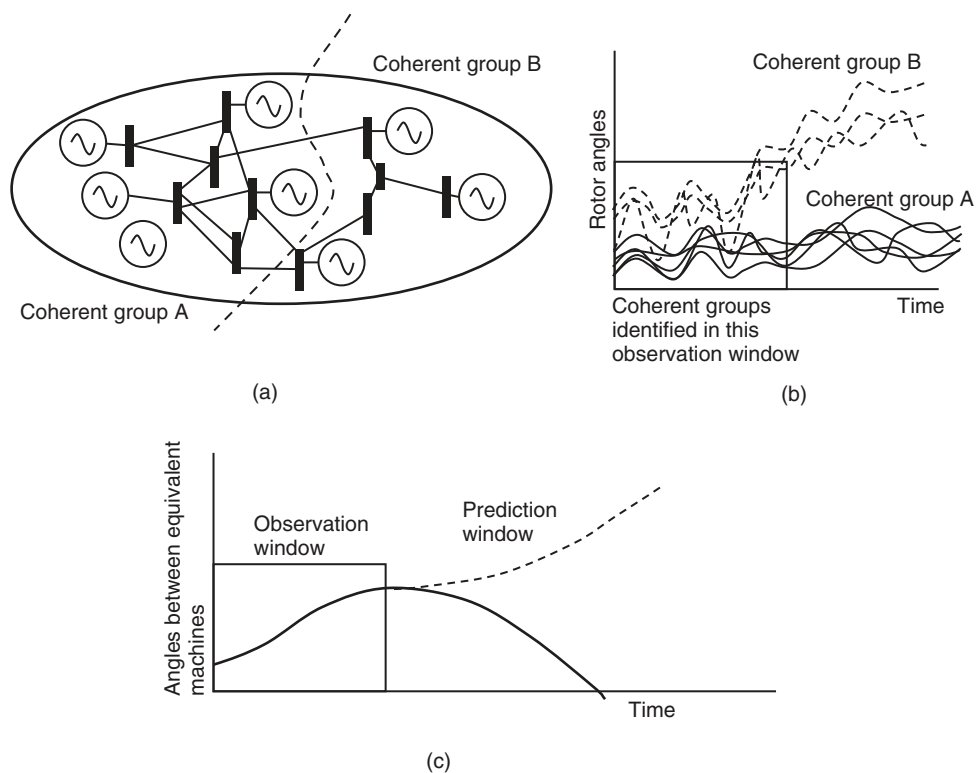 Coherent group B
Coherent group A
(a)
Rotor angles
Coherent group B
Coherent group A
Time
Coherent groups
identified in this
observation window
(b)
Angles between equivalent
machines
Observation
window
Prediction
window
Time
(c)